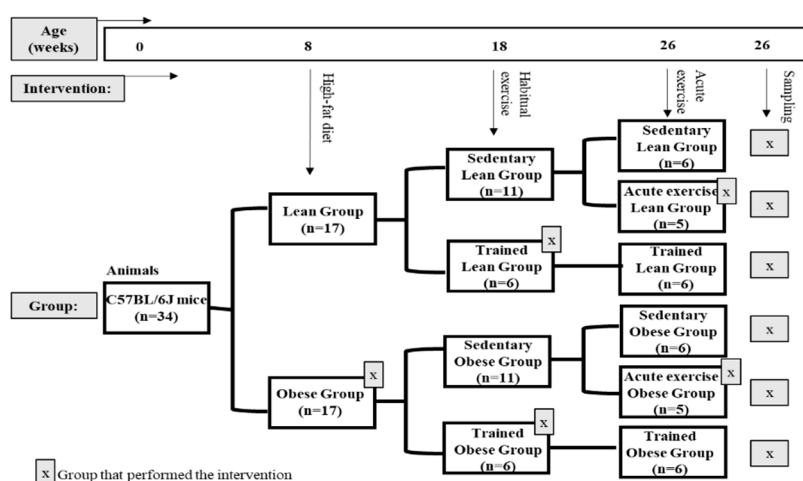 Age
(weeks)
0
8
18
26
26
Intervention:
High-fat diet
Habitual
exercise
Acute
exercise
Sampling
Sedentary
Lean Group
(n=6)
x
Sedentary
Lean Group
(n=11)
Acute exercise
Lean Group
(n=5)
x
x
Lean Group
(n=17)
Trained
Lean Group
(n=6)
x
Trained
Lean Group
(n=6)
x
Animals
Group:
C57BL/6J mice
(n=34)
Sedentary
Obese Group
(n=6)
x
Sedentary
Obese Group
(n=11)
Acute exercise
Obese Group
(n=5)
x
x
Obese Group
(n=17)
x
Trained
Obese Group
(n=6)
x
Trained
Obese Group
(n=6)
x
x Group that performed the intervention